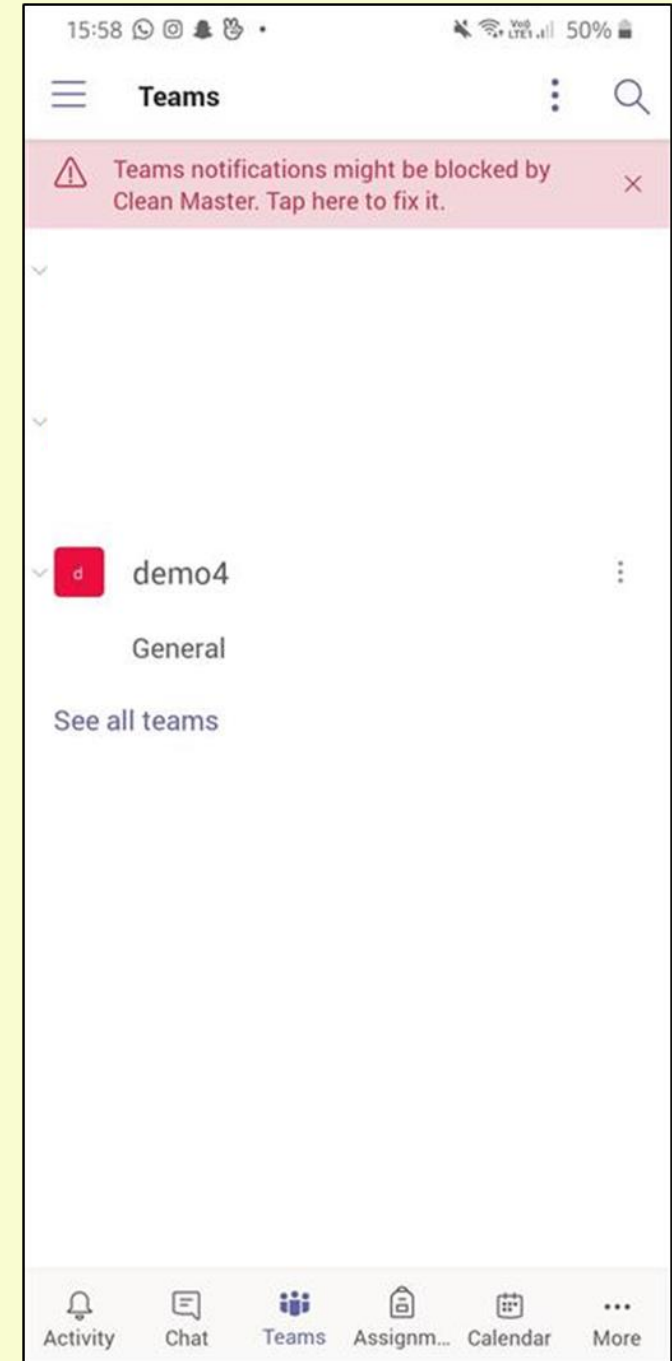 15:58 50%
Teams
Teams notifications might be blocked by
Clean Master. Tap here to fix it.
d demo4
General
See all teams
Activity Chat Teams Assignm... Calendar More